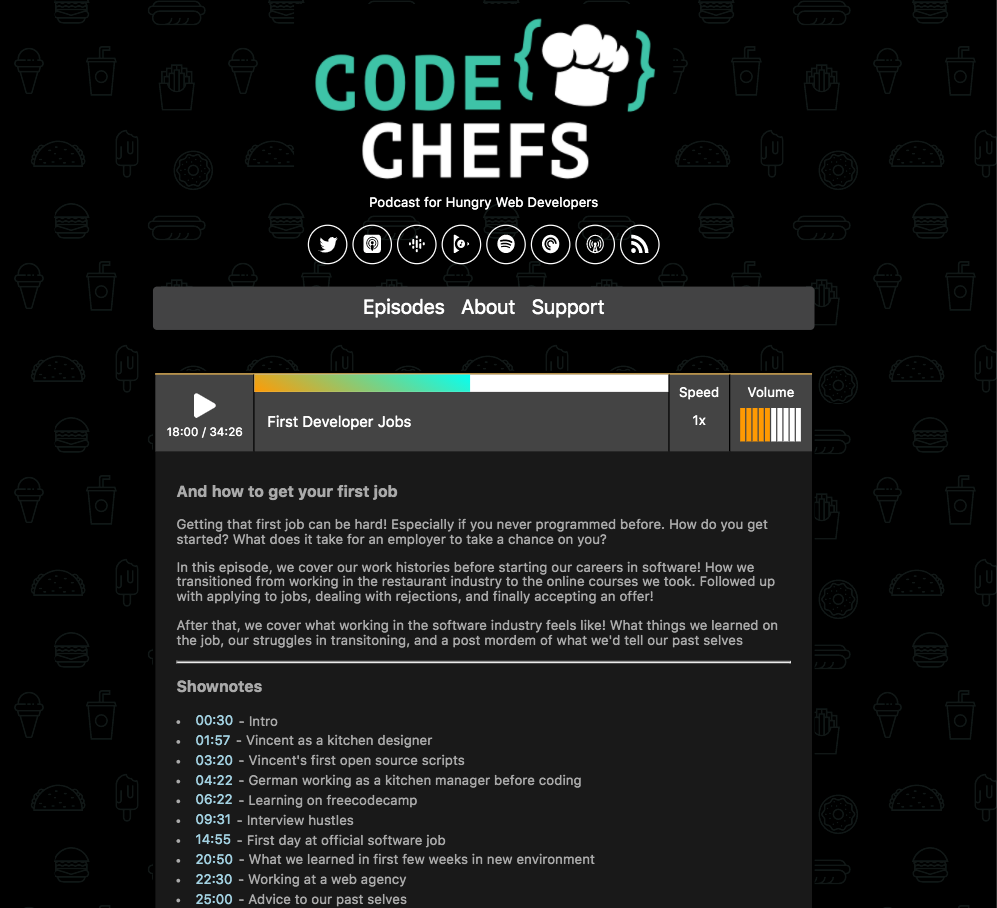 CODE {}
CHEFS
Podcast for Hungry Web Developers
Episodes About Support
18:00 / 34:26
First Developer Jobs
Speed
1x
Volume
And how to get your first job
Getting that first job can be hard! Especially if you never programmed before. How do you get
started? What does it take for an employer to take a chance on you?
In this episode, we cover our work histories before starting our careers in software! How we
transitioned from working in the restaurant industry to the online courses we took. Followed up
with applying to jobs, dealing with rejections, and finally accepting an offer!
After that, we cover what working in the software industry feels like! What things we learned on
the job, our struggles in transitoning, and a post mordem of what we'd tell our past selves
Shownotes
• 00:30 - Intro
• 01:57 - Vincent as a kitchen designer
• 03:20 - Vincent's first open source scripts
• 04:22 - German working as a kitchen manager before coding
• 06:22 - Learning on freecodecamp
• 09:31 - Interview hustles
• 14:55 - First day at official software job
• 20:50 - What we learned in first few weeks in new environment
• 22:30 - Working at a web agency
• 25:00 - Advice to our past selves